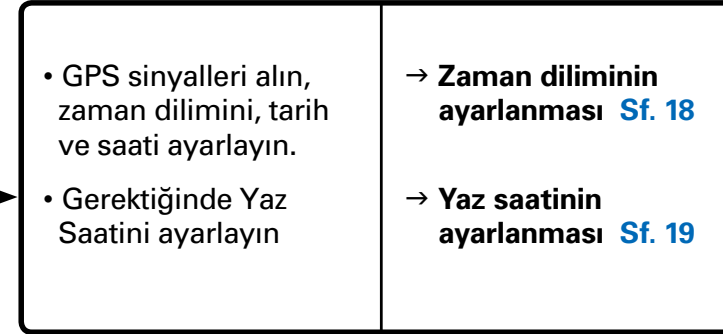 • GPS sinyalleri alın,
zaman dilimini, tarih
ve saati ayarlayın.
• Gerektiğinde Yaz
Saatini ayarlayın
→ Zaman diliminin
ayarlanması Sf. 18
→ Yaz saatinin
ayarlanması Sf. 19